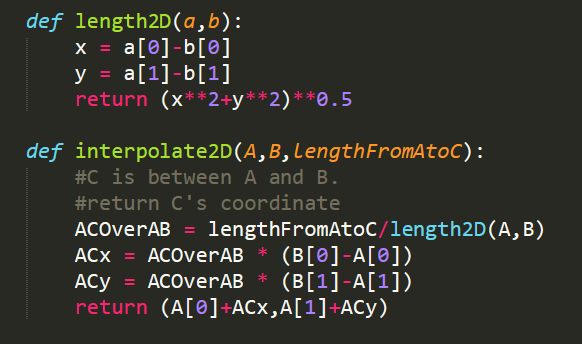 def length2D(a,b):
    x = a[0]-b[0]
    y = a[1]-b[1]
    return (x**2+y**2)**0.5

def interpolate2D(A,B,lengthFromAtoC):
    #C is between A and B.
    #return C's coordinate
    ACOverAB = lengthFromAtoC/length2D(A,B)
    ACx = ACOverAB * (B[0]-A[0])
    ACy = ACOverAB * (B[1]-A[1])
    return (A[0]+ACx,A[1]+ACy)